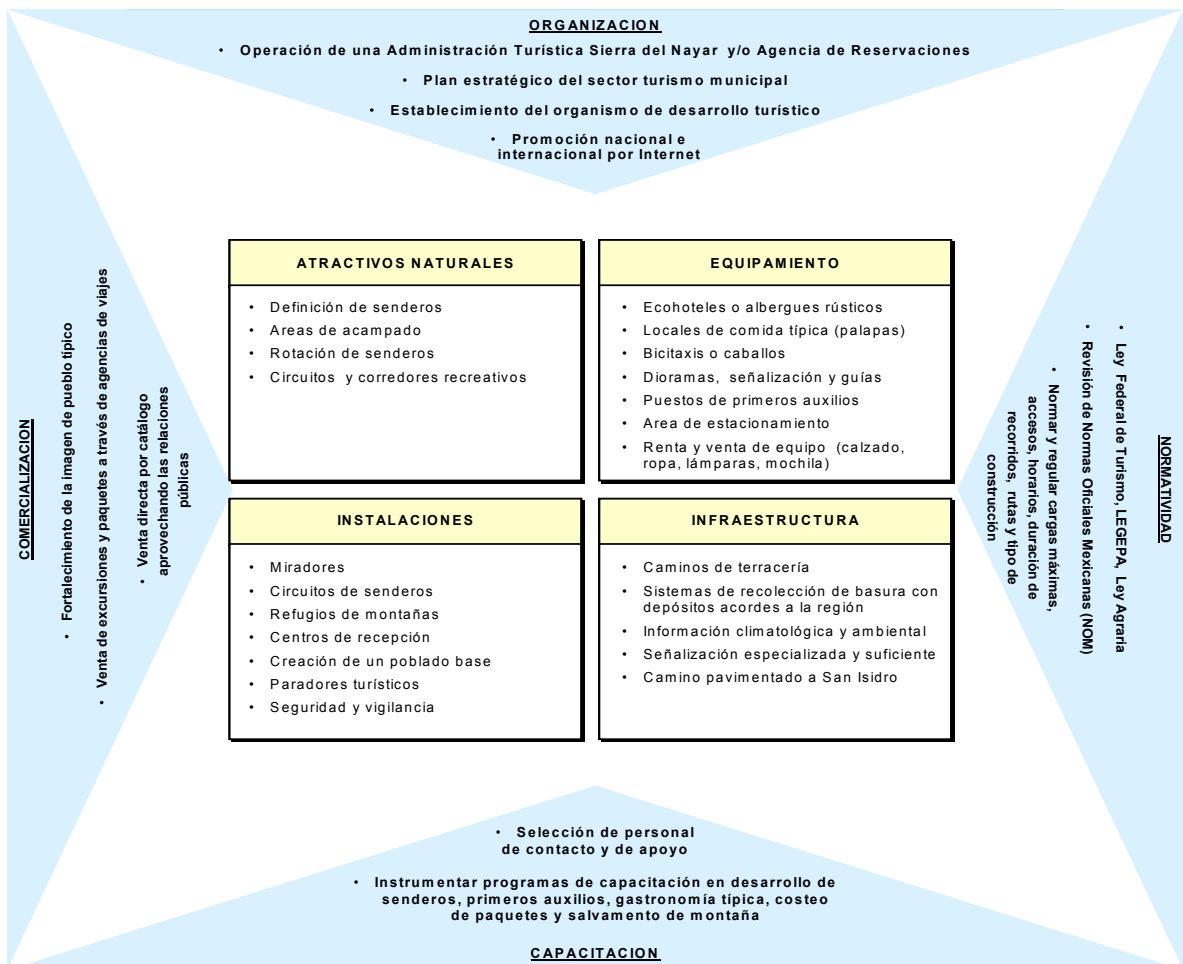 ORGANIZACION
• Operación de una Administración Turística Sierra del Nayar y/o Agencia de Reservaciones
• Plan estratégico del sector turismo municipal
• Establecimiento del organismo de desarrollo turístico
• Promoción nacional e
internacional por Internet
COMERCIALIZACION
• Fortalecimiento de la imagen de pueblo típico
• Venta de excursiones y paquetes a través de agencias de viajes
• Venta directa por catálogo
aprovechando las relaciones
públicas
ATRACTIVOS NATURALES
• Definición de senderos
• Areas de acampado
• Rotación de senderos
• Circuitos y corredores recreativos
EQUIPAMIENTO
• Ecohoteles o albergues rústicos
• Locales de comida típica (palapas)
• Bicitaxis o caballos
• Dioramas, señalización y guías
• Puestos de primeros auxilios
• Area de estacionamiento
• Renta y venta de equipo (calzado,
ropa, lámparas, mochila)
INSTALACIONES
• Miradores
• Circuitos de senderos
• Refugios de montañas
• Centros de recepción
• Creación de un poblado base
• Paradores turísticos
• Seguridad y vigilancia
INFRAESTRUCTURA
• Caminos de terracería
• Sistemas de recolección de basura con
depósitos acordes a la región
• Información climatológica y ambiental
• Señalización especializada y suficiente
• Camino pavimentado a San Isidro
NORMATIVIDAD
• Ley Federal de Turismo, LEGEPA, Ley Agraria
• Revisión de Normas Oficiales Mexicanas (NOM)
• Normar y regular cargas máximas,
accesos, horarios, duración de
recorridos, rutas y tipo de
construcción
• Selección de personal
de contacto y de apoyo
• Instrumentar programas de capacitación en desarrollo de
senderos, primeros auxilios, gastronomía típica, costeo
de paquetes y salvamento de montaña
CAPACITACION